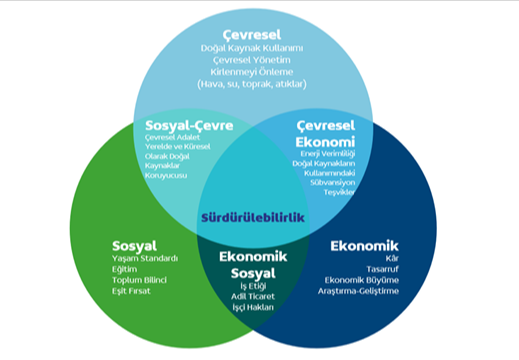 Çevresel
Doğal Kaynak Kullanımı
Çevresel Yönetim
Kirlenmeyi Önleme
(Hava, su, toprak, atıklar)
Sosyal-Çevre
Çevresel Adalet
Yerelde ve Küresel
Olarak Doğal
Kaynaklar
Koruyucusu
Çevresel
Ekonomi
Enerji Verimliliği
Doğal Kaynakların
Kullanımındaki
Sübvansiyon
Teşvikler
Sürdürülebilirlik
Sosyal
Yaşam Standardı
Eğitim
Toplum Bilinci
Eşit Fırsat
Ekonomik
Sosyal
İş Etiği
Adil Ticaret
İşçi Hakları
Ekonomik
Kâr
Tasarruf
Ekonomik Büyüme
Araştırma-Geliştirme